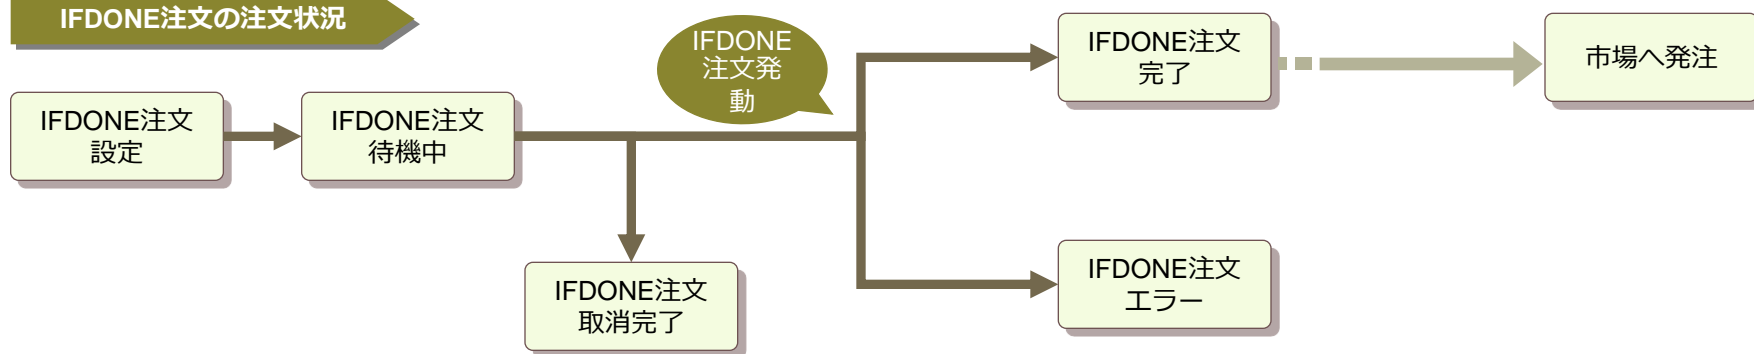 IFDONE注文の注文状況
IFDONE注文
設定
IFDONE注文
待機中
IFDONE注文
取消完了
IFDONE
注文発
動
IFDONE注文
完了
市場へ発注
IFDONE注文
エラー